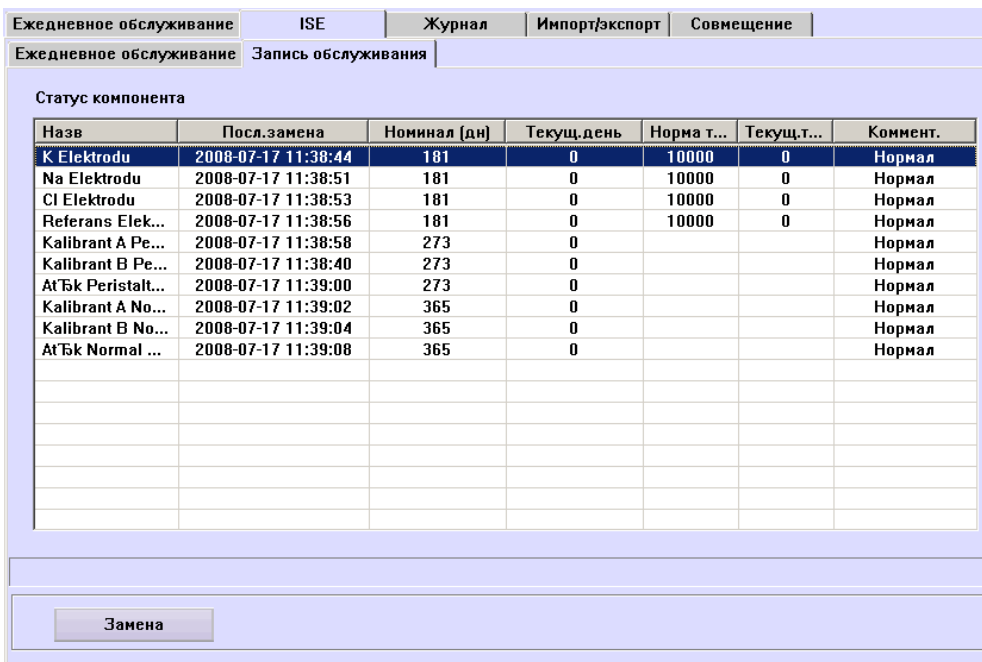 Ежедневное обслуживание ISE Журнал Импорт/экспорт Совмещение
Ежедневное обслуживание Запись обслуживания
Статус компонента
Назв Посл.замена Номинал (дн) Текущ.день Норма т... Текущ.т... Коммент.
K Elektrodu 2008-07-17 11:38:44 181 0 10000 0 Нормал
Na Elektrodu 2008-07-17 11:38:51 181 0 10000 0 Нормал
Cl Elektrodu 2008-07-17 11:38:53 181 0 10000 0 Нормал
Referans Elek... 2008-07-17 11:38:56 181 0 10000 0 Нормал
Kalibrant A Pe... 2008-07-17 11:38:58 273 0 Нормал
Kalibrant B Pe... 2008-07-17 11:38:40 273 0 Нормал
AtЂk Peristalt... 2008-07-17 11:39:00 273 0 Нормал
Kalibrant A No... 2008-07-17 11:39:02 365 0 Нормал
Kalibrant B No... 2008-07-17 11:39:04 365 0 Нормал
AtЂk Normal ... 2008-07-17 11:39:08 365 0 Нормал
Замена